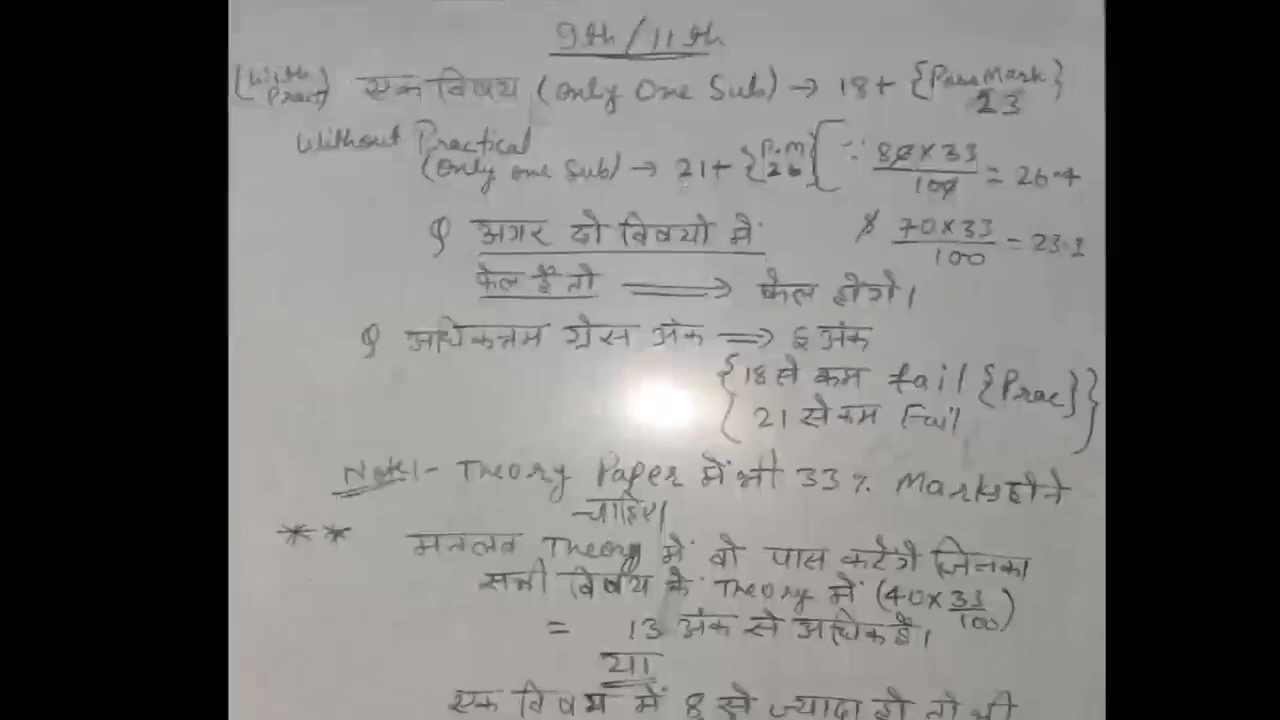 9th / 11th
(With Pract) एक विषय (Only One Sub) → 18+ {Pass Mark} 23
Without Practical
(Only one Sub) → 21+ {P.M 26} [∵ 80×33/100 = 26.4
अगर दो विषयो में 70×33/100 = 23.1
फेल हैं तो ⟹ फेल होंगे।
अधिकतम ग्रेस अंक ⟹ 5 अंक
{18 से कम fail {Prac}}
{21 से कम Fail
Note:- Theory Paper में भी 33% Marks होने
चाहिए।
** मतलब Theory में वो पास करेंगे जिनका
सभी विषय के Theory में (40×33/100)
= 13 अंक से अधिक है।
या
एक विषय में 8 से ज्यादा हो तो भी